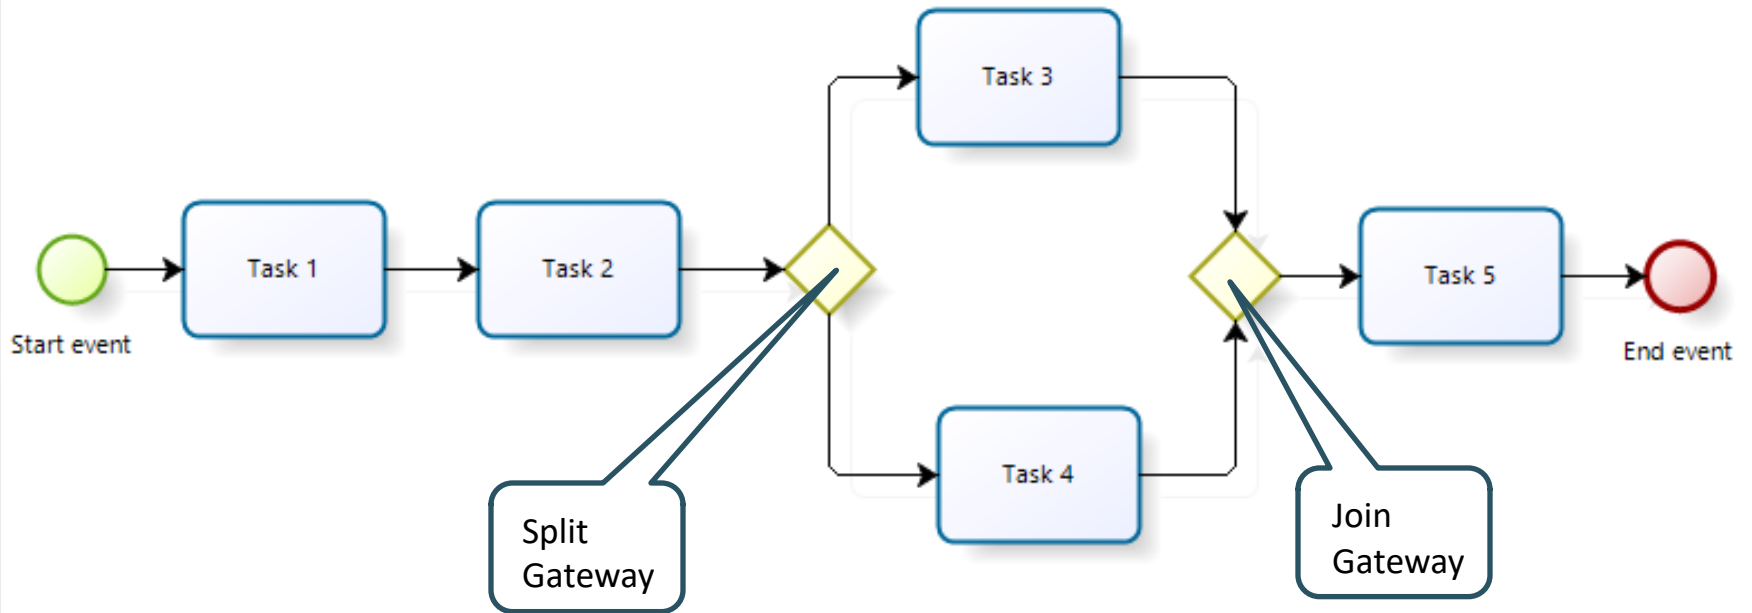 Task 3
Task 1
Task 2
Task 5
Start event
End event
Task 4
Split
Gateway
Join
Gateway